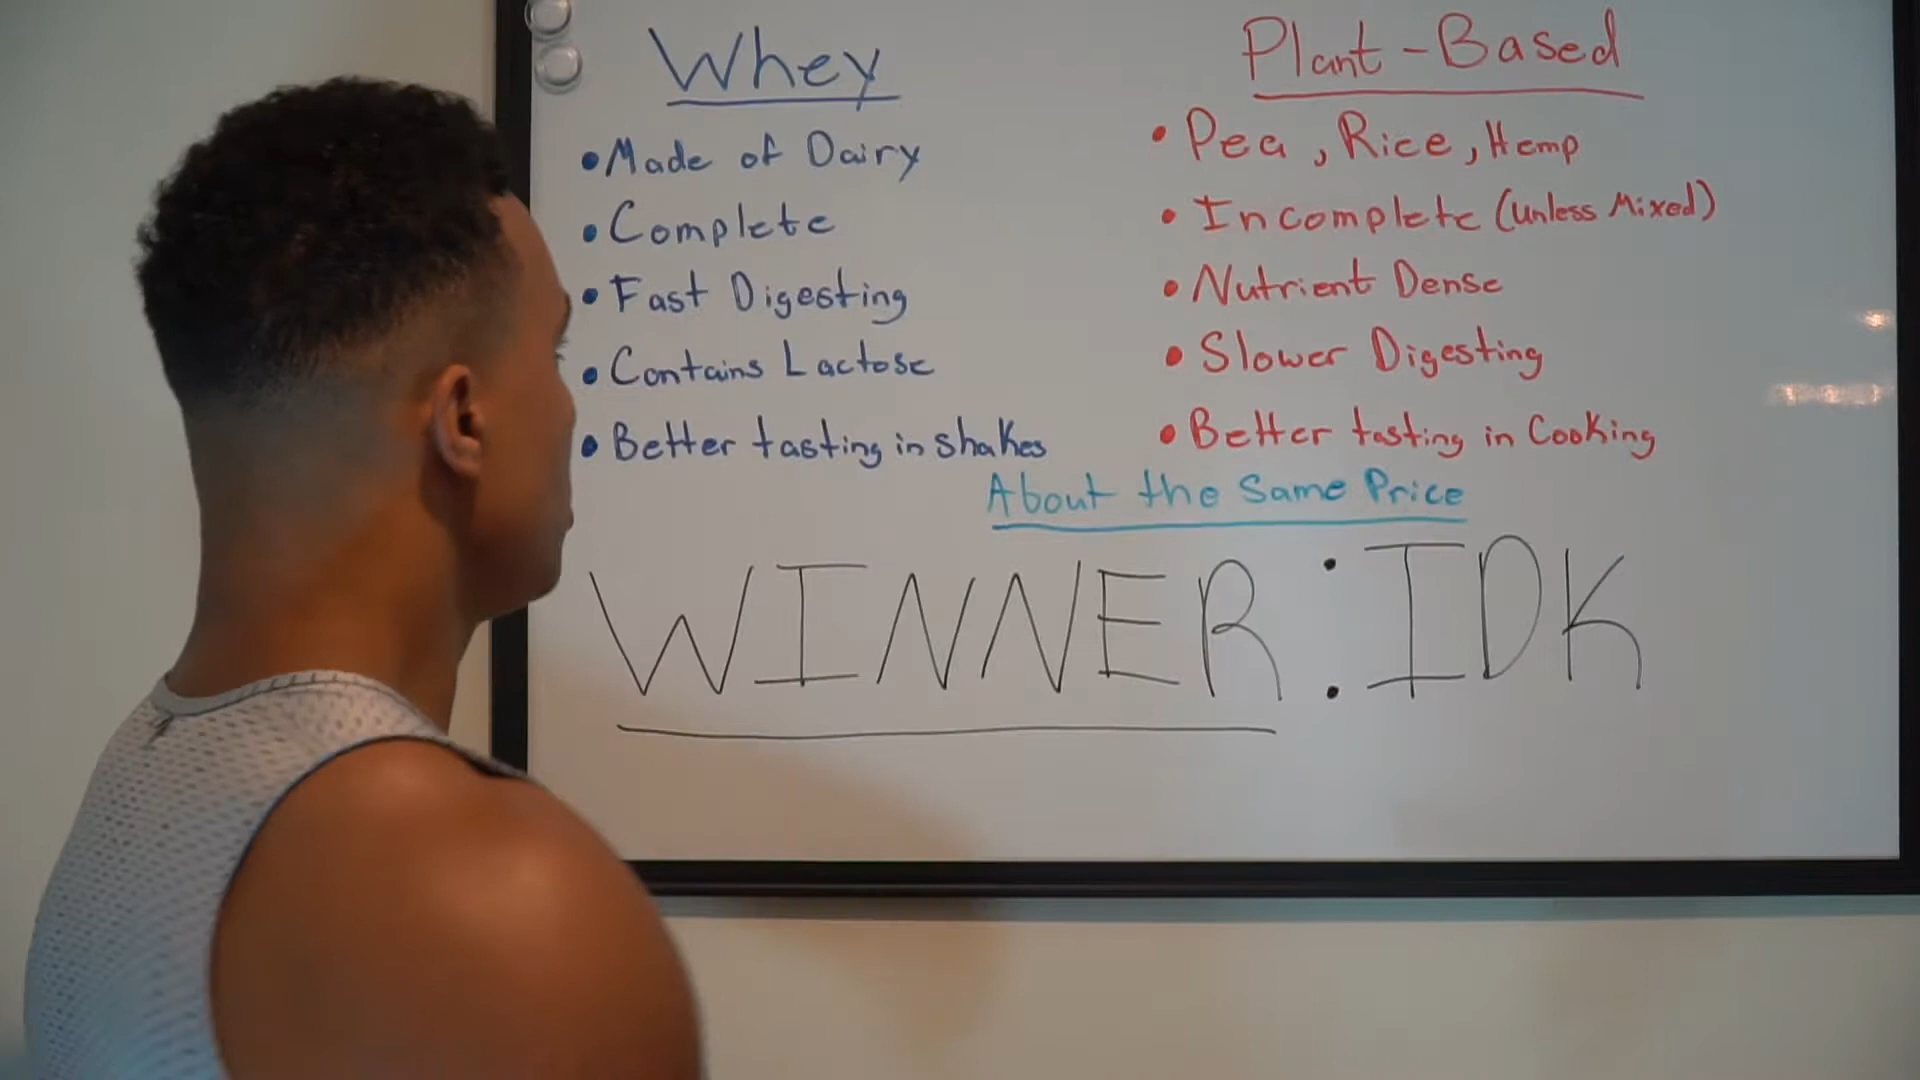 Whey
• Made of Dairy
• Complete
• Fast Digesting
• Contains Lactose
• Better tasting in shakes
Plant-Based
• Pea, Rice, Hemp
• Incomplete (Unless Mixed)
• Nutrient Dense
• Slower Digesting
• Better tasting in Cooking
About the Same Price
WINNER: IDK